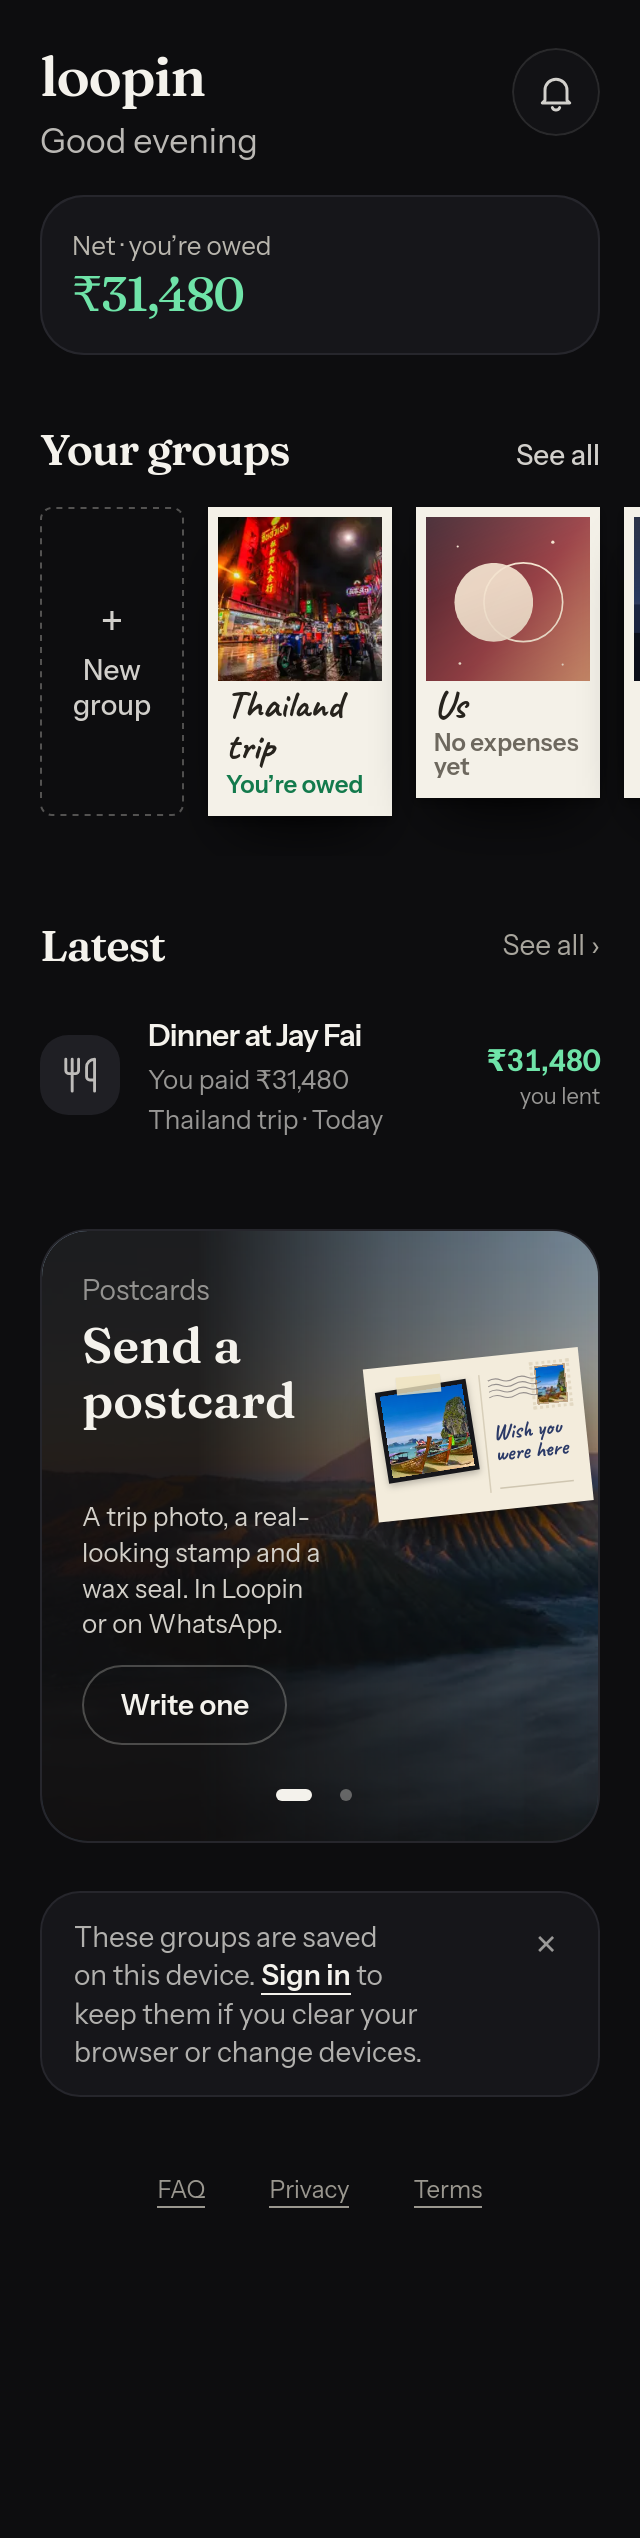 loopin
Good evening
Net · you’re owed
₹31,480
Your groups
See all
+
New
group
Thailand
trip
You’re owed
Us
No expenses
yet
Latest
See all ›
Dinner at Jay Fai
You paid ₹31,480
Thailand trip · Today
₹31,480
you lent
Postcards
Send a
postcard
Wish you
were here
A trip photo, a real-
looking stamp and a
wax seal. In Loopin
or on WhatsApp.
Write one
These groups are saved
on this device. Sign in to
keep them if you clear your
browser or change devices.
×
FAQ
Privacy
Terms